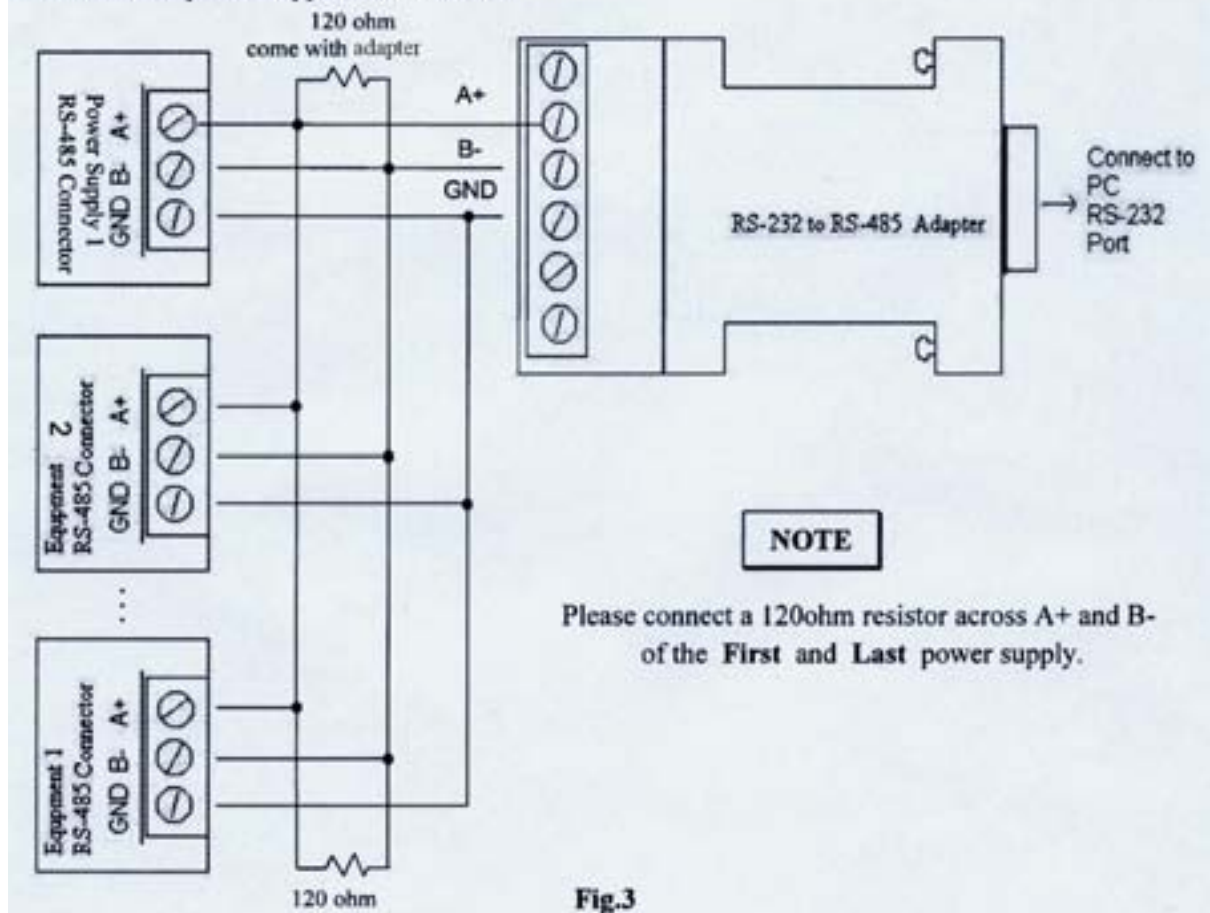 120 ohm
come with adapter
Power Supply 1
RS-485 Connector
A+
B-
GND
A+
B-
GND
RS-232 to RS-485 Adapter
Connect to
PC
RS-232
Port
Equipment 2
RS-485 Connector
A+
B-
GND
NOTE
Please connect a 120ohm resistor across A+ and B-
of the First and Last power supply.
Equpment 1
RS-485 Connector
A+
B-
GND
120 ohm
Fig.3